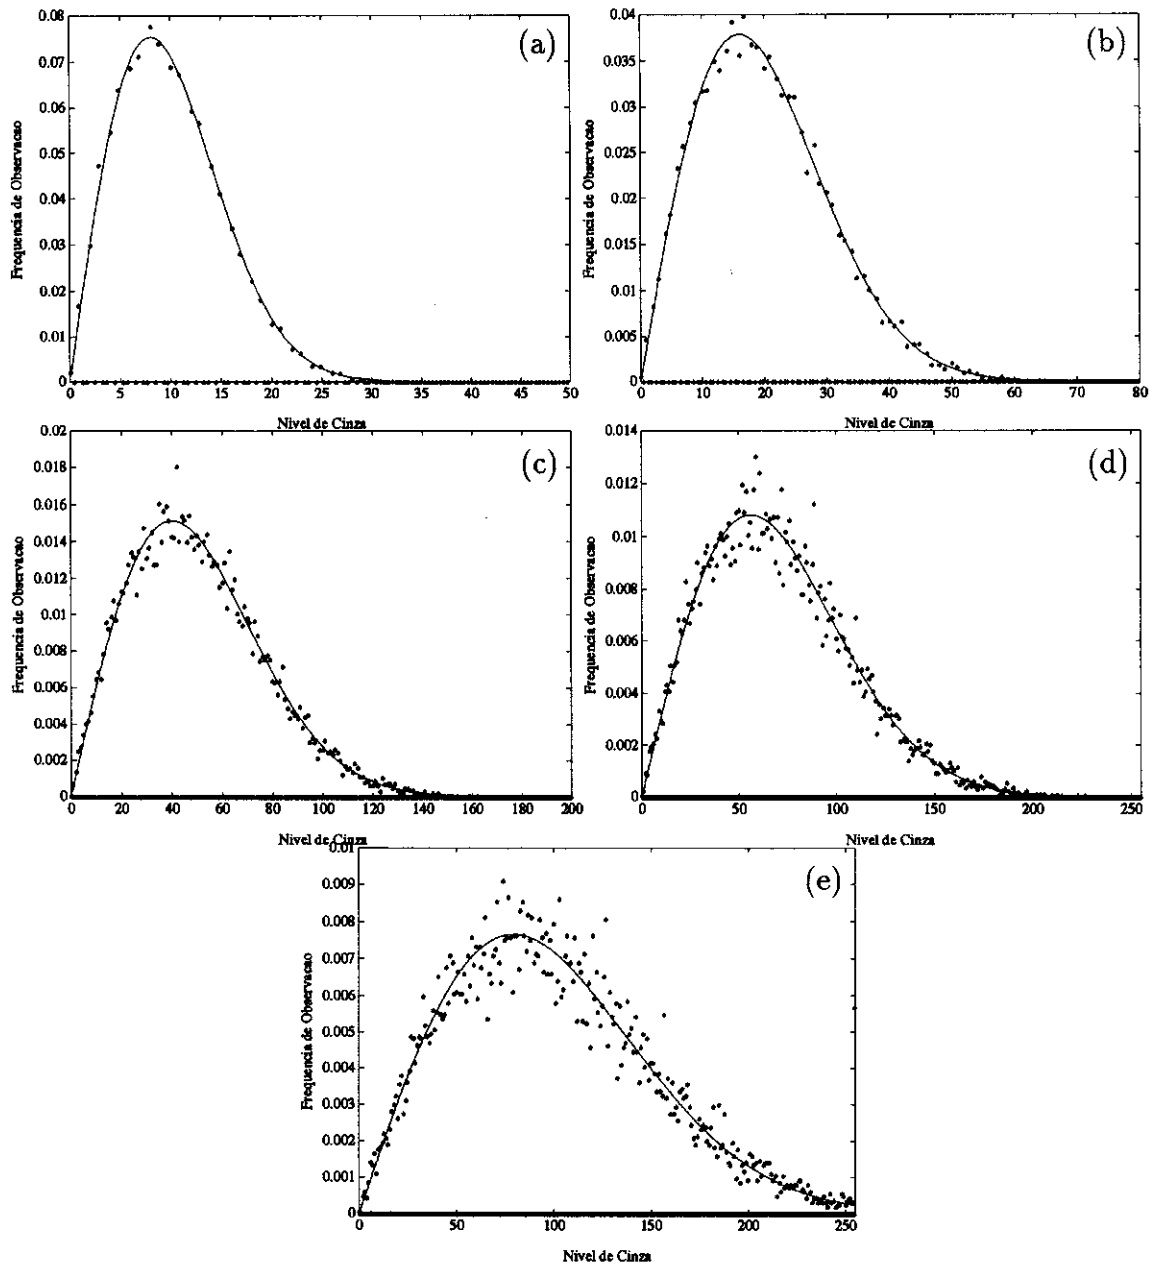 (a)
0.08
0.07
0.06
0.05
0.04
0.03
0.02
0.01
0
Frequencia de Observacao
0 5 10 15 20 25 30 35 40 45 50
Nivel de Cinza
(b)
0.04
0.035
0.03
0.025
0.02
0.015
0.01
0.005
0
Frequencia de Observacao
0 10 20 30 40 50 60 70 80
Nivel de Cinza
(c)
0.02
0.018
0.016
0.014
0.012
0.01
0.008
0.006
0.004
0.002
0
Frequencia de Observacao
0 20 40 60 80 100 120 140 160 180 200
Nivel de Cinza
(d)
0.014
0.012
0.01
0.008
0.006
0.004
0.002
0
Frequencia de Observacao
0 50 100 150 200 250
Nivel de Cinza
(e)
0.01
0.009
0.008
0.007
0.006
0.005
0.004
0.003
0.002
0.001
0
Frequencia de Observacao
0 50 100 150 200 250
Nivel de Cinza